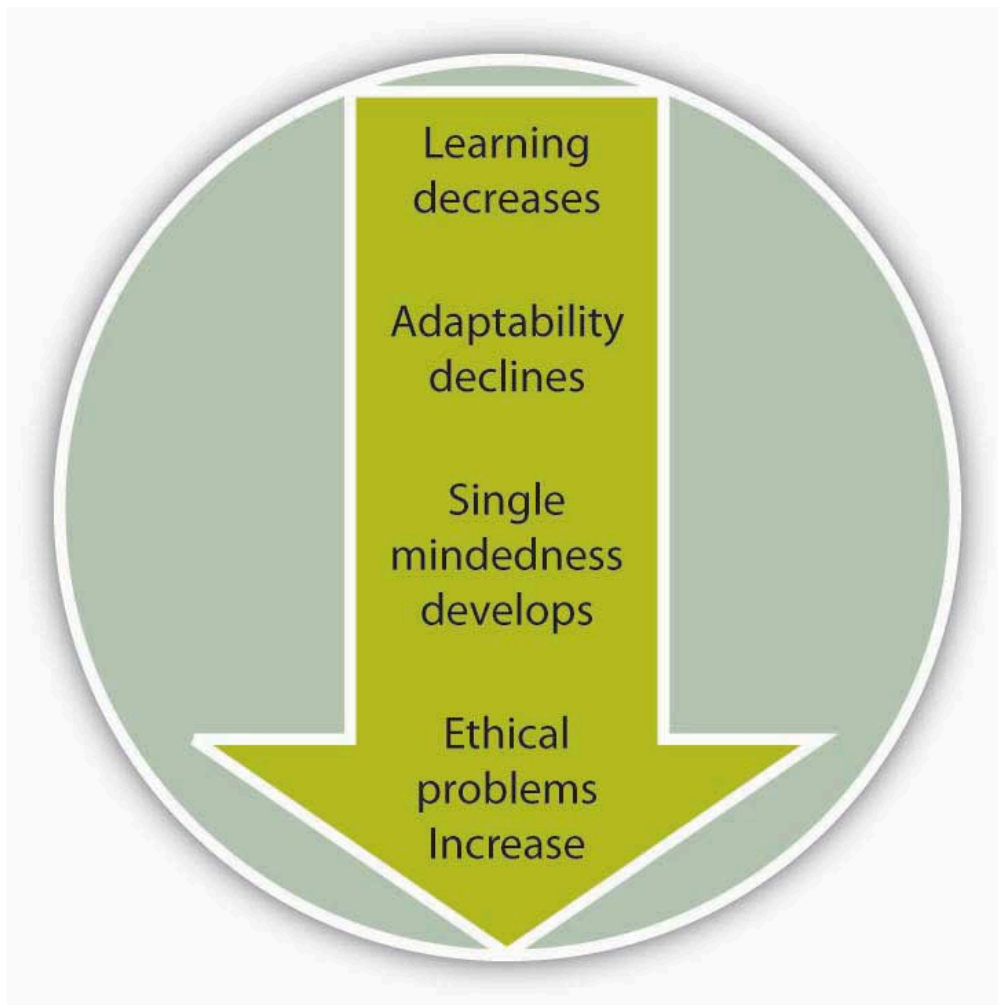 Learning
decreases
Adaptability
declines
Single
mindedness
develops
Ethical
problems
Increase